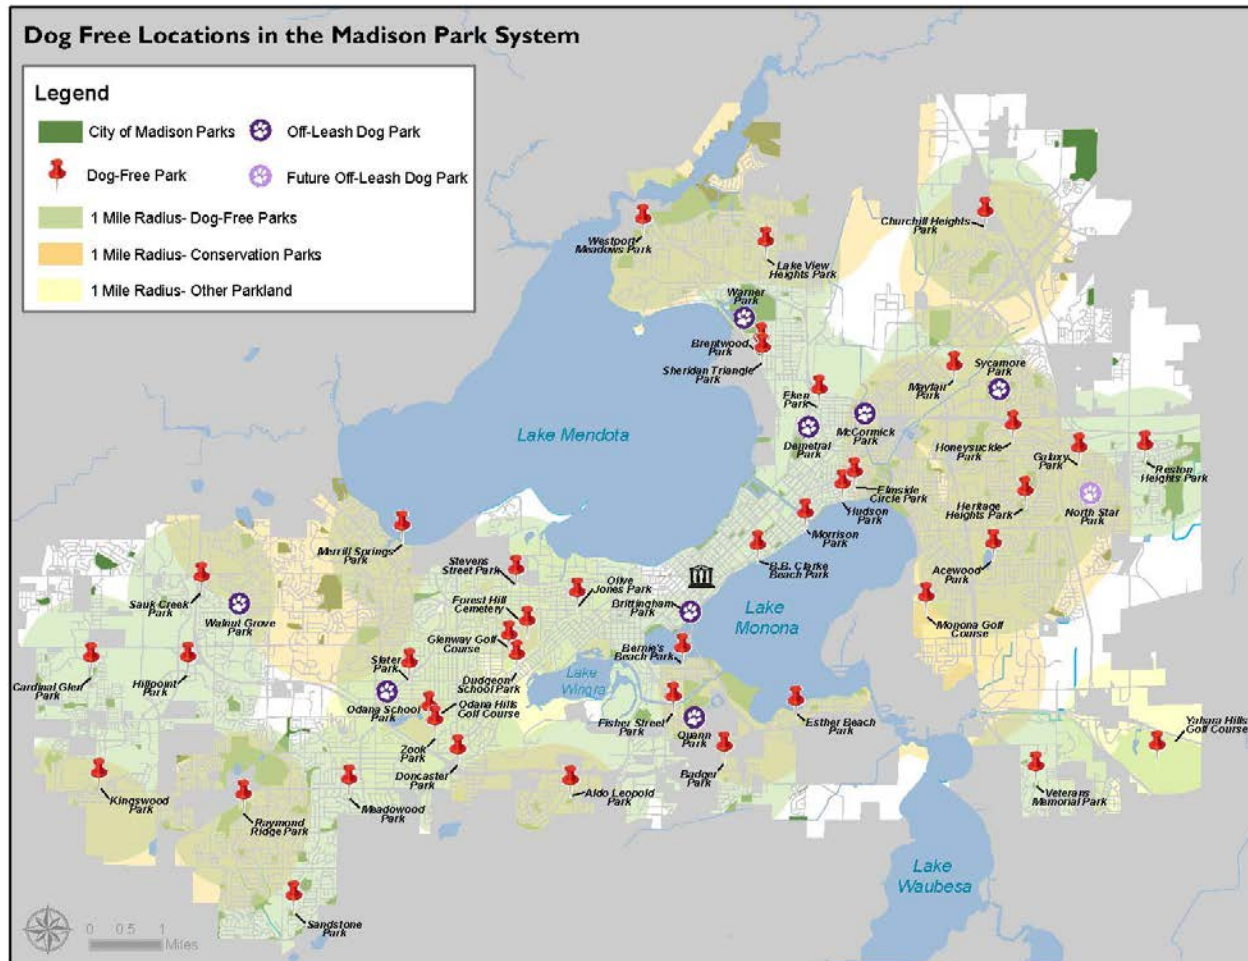 Dog Free Locations in the Madison Park System
Legend
City of Madison Parks
Off-Leash Dog Park
Dog-Free Park
Future Off-Leash Dog Park
1 Mile Radius- Dog-Free Parks
1 Mile Radius- Conservation Parks
1 Mile Radius- Other Parkland
Churchill Heights
Park
Westport
Meadows Park
Lake View
Heights Park
Warner
Park
Brentwood
Park
Sheridan Triangle
Park
Mayfair
Park
Sycamore
Park
Eken
Park
Lake Mendota
Demetral
Park
McCormick
Park
Honeysuckle
Park
Galaxy
Park
Reston
Heights Park
Elmside
Circle Park
Hudson
Park
Heritage
Heights Park
North Star
Park
Morrison
Park
Merrill Springs
Park
Stevens
Street Park
B.B. Clarke
Beach Park
Acewood
Park
Olive
Jones Park
Sauk Creek
Park
Walnut Grove
Park
Forest Hill
Cemetery
Brittingham
Park
Lake
Monona
Monona Golf
Course
Glenway Golf
Course
Bernie's
Beach Park
Slater
Park
Cardinal Glen
Park
Hillpoint
Park
Dudgeon
School Park
Lake
Wingra
Odana School
Park
Odana Hills
Golf Course
Fisher Street
Park
Quann
Park
Esther Beach
Park
Yahara Hills
Golf Course
Zook
Park
Doncaster
Park
Badger
Park
Kingswood
Park
Meadowood
Park
Aldo Leopold
Park
Veterans
Memorial Park
Raymond
Ridge Park
Lake
Waubesa
Sandstone
Park
0 0.5 1
Miles